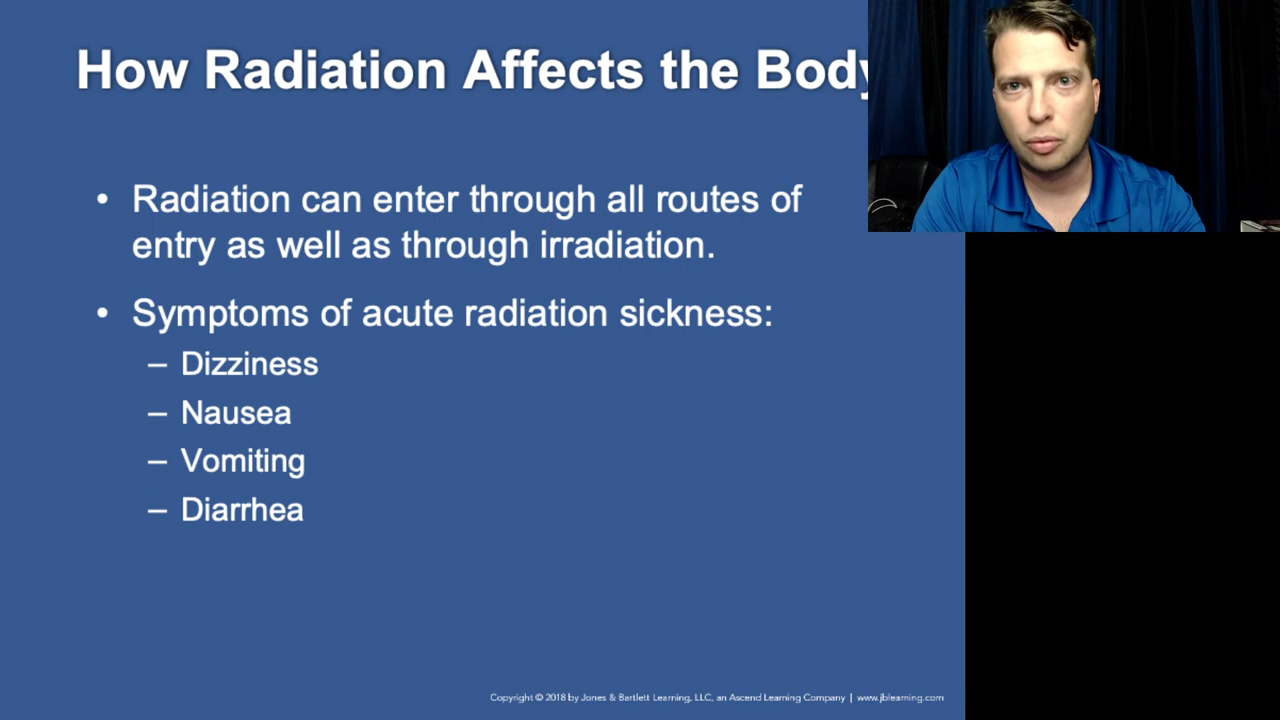 How Radiation Affects the Body
• Radiation can enter through all routes of
entry as well as through irradiation.
• Symptoms of acute radiation sickness:
– Dizziness
– Nausea
– Vomiting
– Diarrhea
Copyright © 2018 by Jones & Bartlett Learning, LLC, an Ascend Learning Company | www.jblearning.com